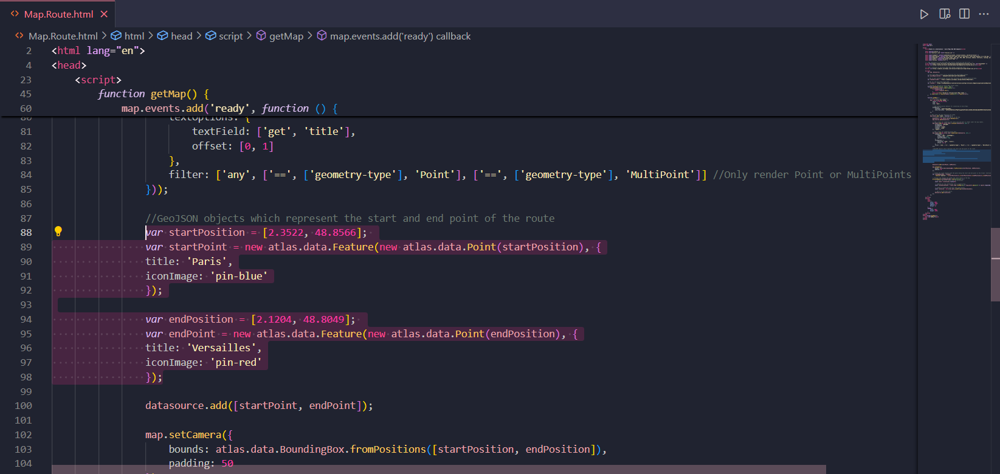 Map.Route.html
Map.Route.html > html > head > script > getMap > map.events.add('ready') callback
2 <html lang="en">
4 <head>
23 <script>
45 function getMap() {
60 map.events.add('ready', function () {
80 textOptions: {
81 textField: ['get', 'title'],
82 offset: [0, 1]
83 },
84 filter: ['any', ['==', ['geometry-type'], 'Point'], ['==', ['geometry-type'], 'MultiPoint']] //Only render Point or MultiPoints
85 }));
86
87 //GeoJSON objects which represent the start and end point of the route
88 var startPosition = [2.3522, 48.8566];
89 var startPoint = new atlas.data.Feature(new atlas.data.Point(startPosition), {
90 title: 'Paris',
91 iconImage: 'pin-blue'
92 });
93
94 var endPosition = [2.1204, 48.8049];
95 var endPoint = new atlas.data.Feature(new atlas.data.Point(endPosition), {
96 title: 'Versailles',
97 iconImage: 'pin-red'
98 });
99
100 datasource.add([startPoint, endPoint]);
101
102 map.setCamera({
103 bounds: atlas.data.BoundingBox.fromPositions([startPosition, endPosition]),
104 padding: 50